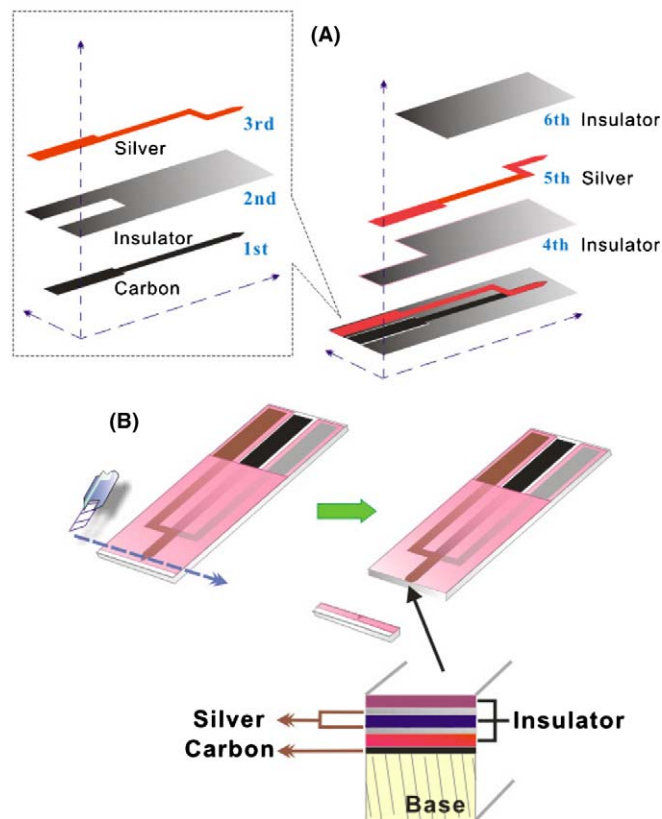 (A)
3rd
Silver
2nd
Insulator
1st
Carbon
6th Insulator
5th Silver
4th Insulator
(B)
Silver
Insulator
Carbon
Base